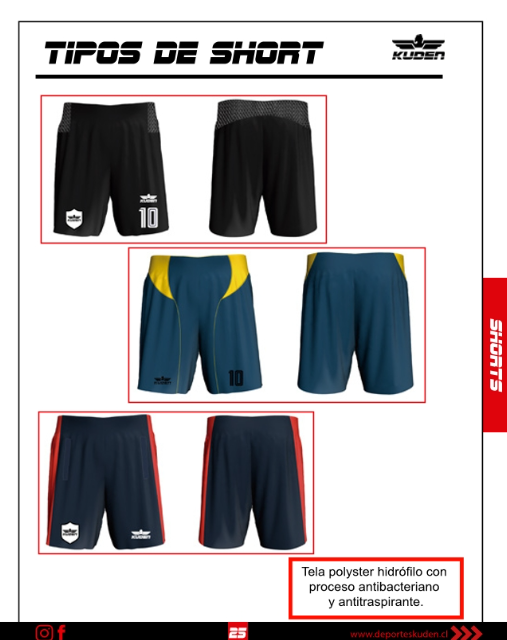 TIPOS DE SHORT
KUDEN
KUDEN
KUDEN
10
KUDEN
10
SHORTS
KUDEN
KUDEN
Tela polyster hidrófilo con
proceso antibacteriano
y antitraspirante.
25
www.deporteskuden.cl